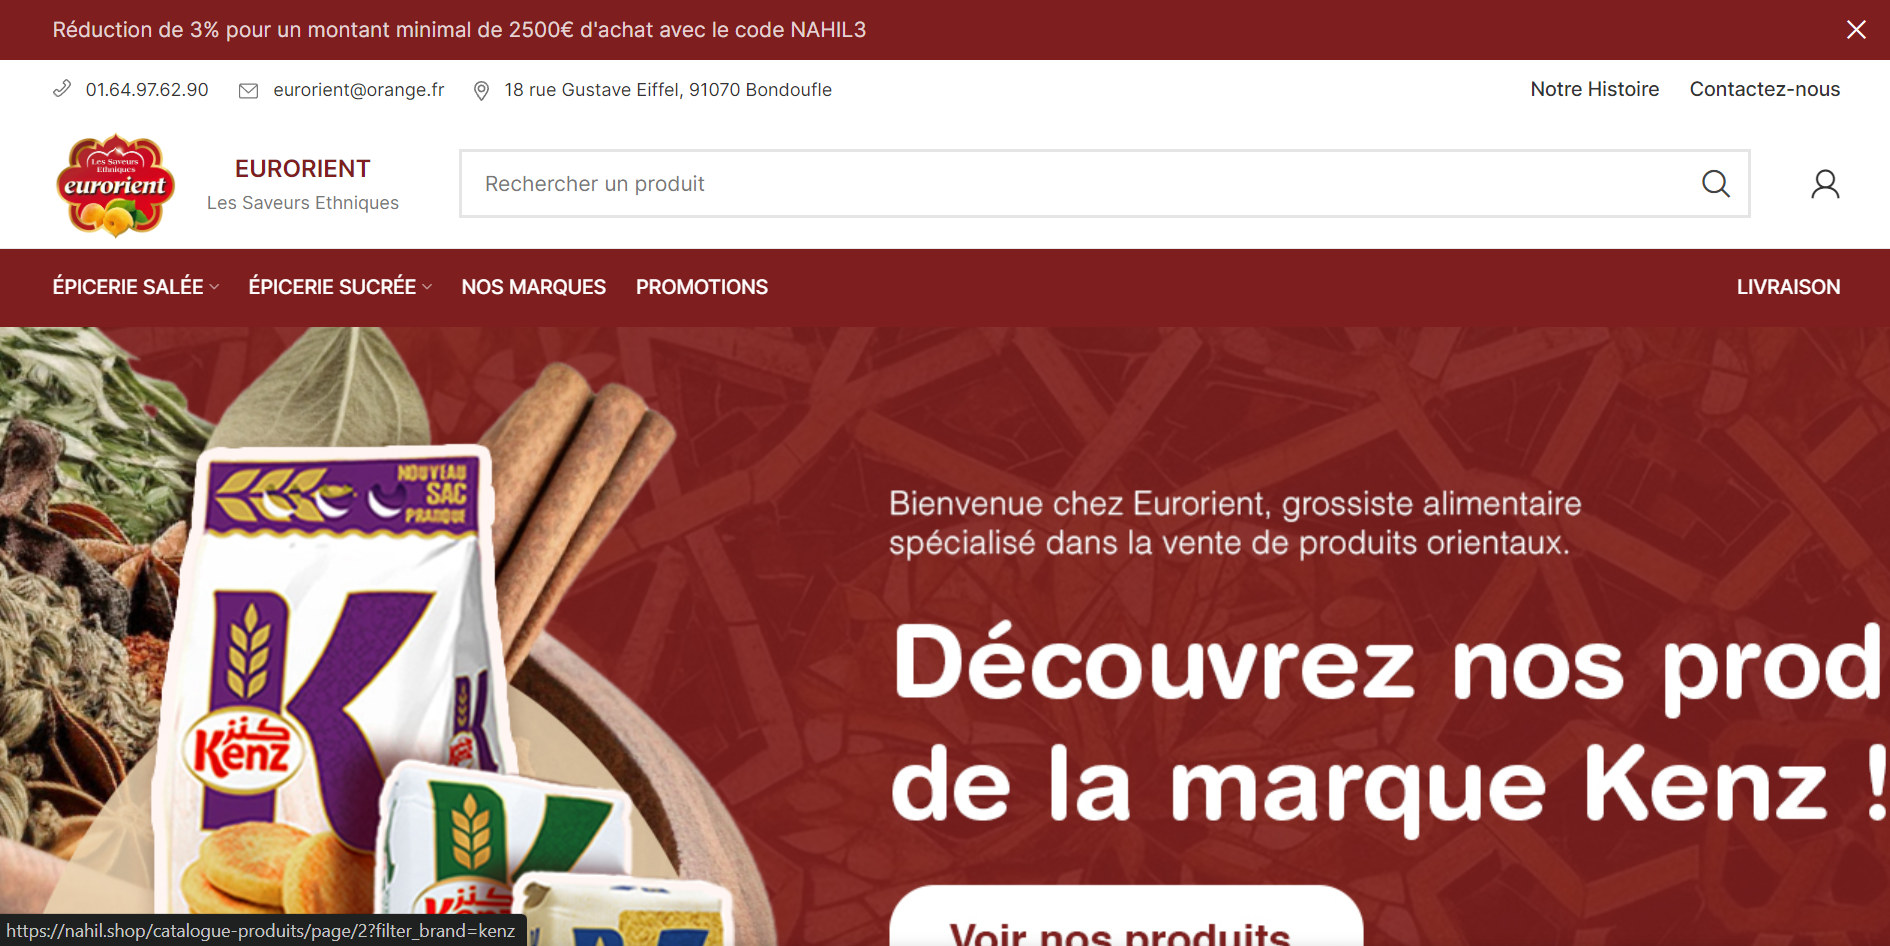 Réduction de 3% pour un montant minimal de 2500€ d'achat avec le code NAHIL3
01.64.97.62.90 eurorient@orange.fr 18 rue Gustave Eiffel, 91070 Bondoufle
Notre Histoire Contactez-nous
Les Saveurs
Ethniques
eurorient
EURORIENT
Les Saveurs Ethniques
Rechercher un produit
ÉPICERIE SALÉE ÉPICERIE SUCRÉE NOS MARQUES PROMOTIONS LIVRAISON
NOUVEAU
SAC
PRATIQUE
K
كنز
Kenz
Bienvenue chez Eurorient, grossiste alimentaire
spécialisé dans la vente de produits orientaux.
Découvrez nos prod
de la marque Kenz !
Voir nos produits
K
كنز
Kenz
https://nahil.shop/catalogue-produits/page/2?filter_brand=kenz